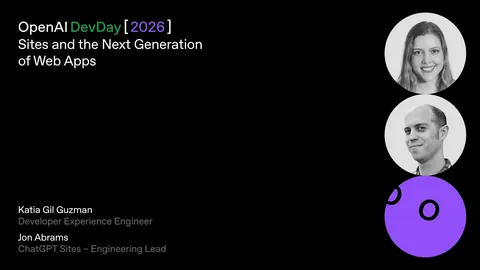 OpenAI DevDay [2026]
Sites and the Next Generation
of Web Apps
Katia Gil Guzman
Developer Experience Engineer
Jon Abrams
ChatGPT Sites – Engineering Lead